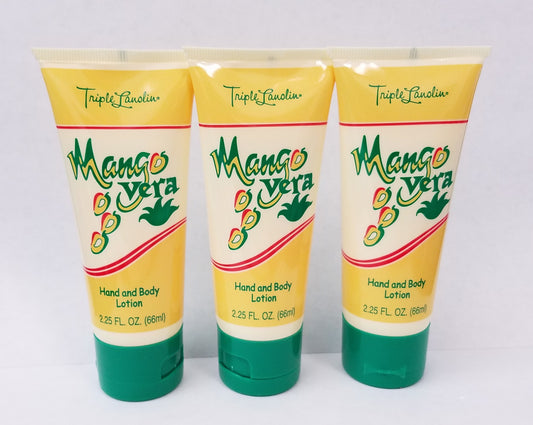 Triple Lanolin®
Mango
Vera
Hand and Body
Lotion
2.25 FL. OZ. (66ml)
Triple Lanolin®
Mango
Vera
Hand and Body
Lotion
2.25 FL. OZ. (66ml)
Triple Lanolin®
Mango
Vera
Hand and Body
Lotion
2.25 FL. OZ. (66ml)